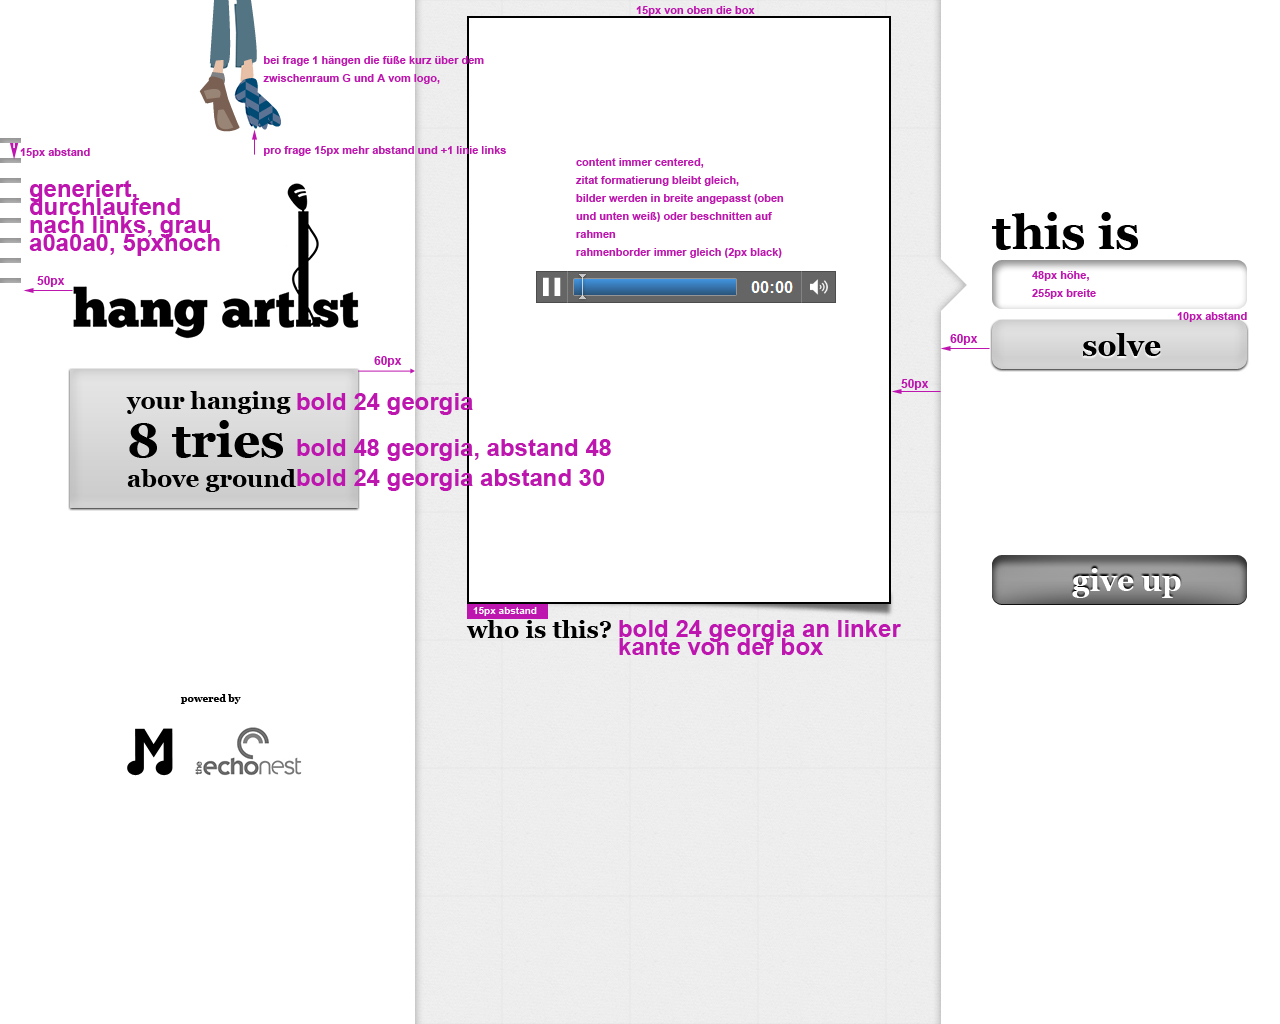 15px von oben die box
bei frage 1 hängen die füße kurz über dem
zwischenraum G und A vom logo,
15px abstand
pro frage 15px mehr abstand und +1 linie links
generiert,
durchlaufend
nach links, grau
a0a0a0, 5pxhoch
50px
hang artist
60px
your hanging
bold 24 georgia
8 tries
bold 48 georgia, abstand 48
above ground
bold 24 georgia abstand 30
content immer centered,
zitat formatierung bleibt gleich,
bilder werden in breite angepasst (oben
und unten weiß) oder beschnitten auf
rahmen
rahmenborder immer gleich (2px black)
00:00
50px
15px abstand
who is this?
bold 24 georgia an linker
kante von der box
this is
48px höhe,
255px breite
10px abstand
60px
solve
give up
powered by
M
the echonest